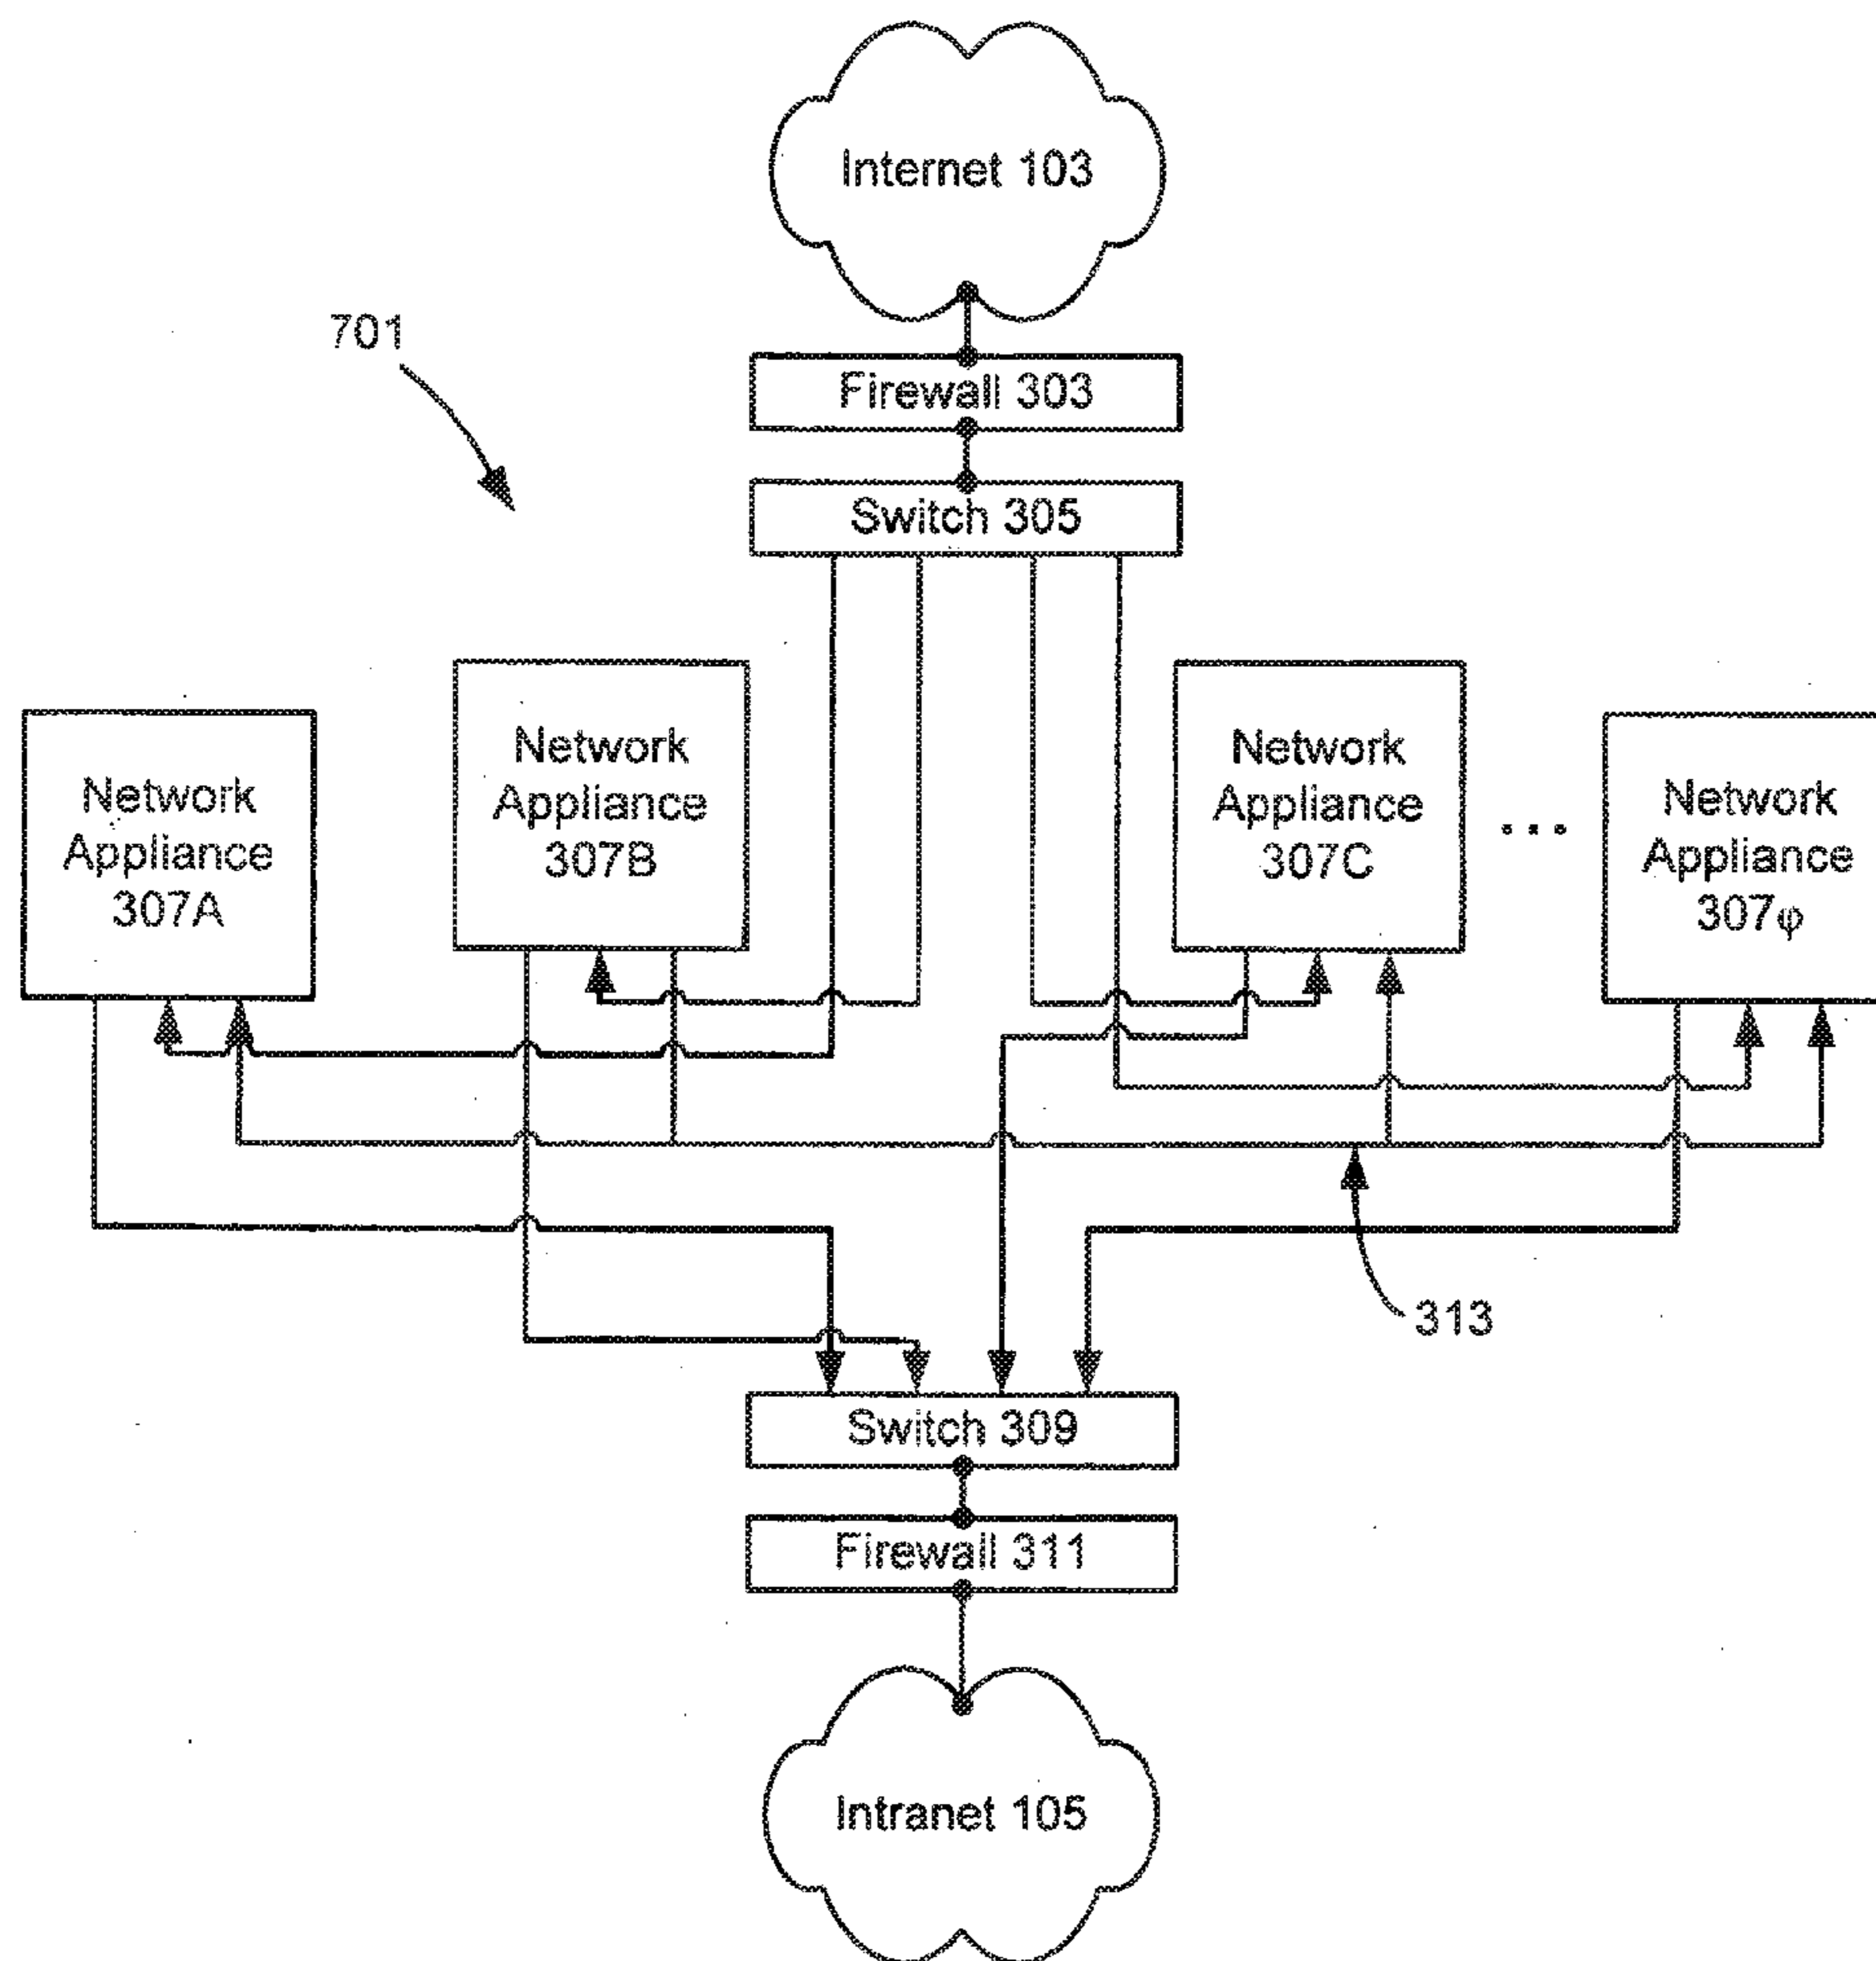 Internet 103
701
Firewall 303
Switch 305
Network
Appliance
307A
Network
Appliance
307B
Network
Appliance
307C
...
Network
Appliance
307φ
313
Switch 309
Firewall 311
Intranet 105